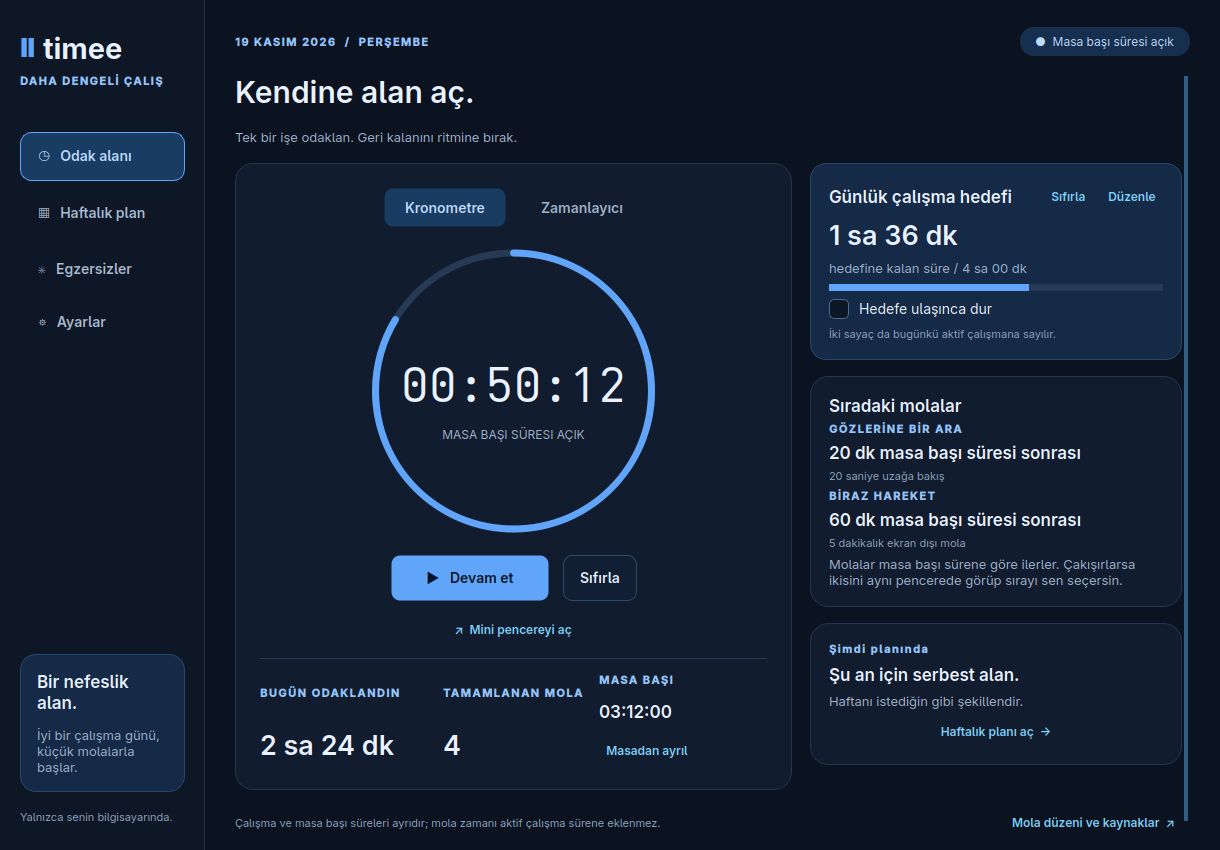 timee
DAHA DENGELİ ÇALIŞ
Odak alanı
Haftalık plan
Egzersizler
Ayarlar
Bir nefeslik
alan.
İyi bir çalışma günü,
küçük molalarla
başlar.
Yalnızca senin bilgisayarında.
19 KASIM 2026 / PERŞEMBE
Masa başı süresi açık
Kendine alan aç.
Tek bir işe odaklan. Geri kalanını ritmine bırak.
Kronometre
Zamanlayıcı
00:50:12
MASA BAŞI SÜRESI AÇIK
Devam et
Sıfırla
Mini pencereyi aç
BUGÜN ODAKLANDIN
2 sa 24 dk
TAMAMLANAN MOLA
4
MASA BAŞI
03:12:00
Masadan ayrıl
Günlük çalışma hedefi
Sıfırla
Düzenle
1 sa 36 dk
hedefine kalan süre / 4 sa 00 dk
Hedefe ulaşınca dur
İki sayaç da bugünkü aktif çalışmana sayılır.
Sıradaki molalar
GÖZLERİNE BİR ARA
20 dk masa başı süresi sonrası
20 saniye uzağa bakış
BİRAZ HAREKET
60 dk masa başı süresi sonrası
5 dakikalık ekran dışı mola
Molalar masa başı sürene göre ilerler. Çakışırlarsa
ikisini aynı pencerede görüp sırayı sen seçersin.
Şimdi planında
Şu an için serbest alan.
Haftanı istediğin gibi şekillendir.
Haftalık planı aç →
Çalışma ve masa başı süreleri ayrıdır; mola zamanı aktif çalışma sürene eklenmez.
Mola düzeni ve kaynaklar ↗